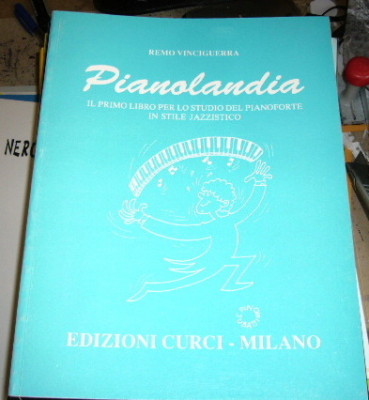 REMO VINCIGUERRA
Pianolandia
IL PRIMO LIBRO PER LO STUDIO DEL PIANOFORTE
IN STILE JAZZISTICO
NERO
EDIZIONI CURCI - MILANO